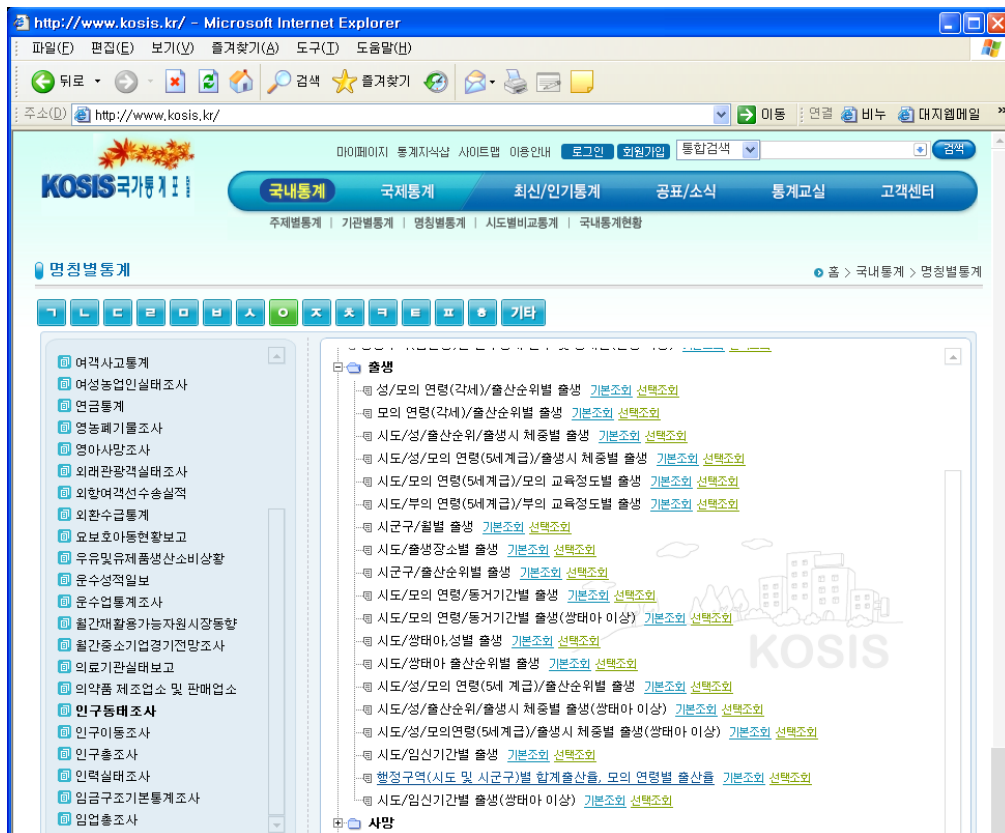 http://www.kosis.kr/ - Microsoft Internet Explorer
파일(F) 편집(E) 보기(V) 즐겨찾기(A) 도구(T) 도움말(H)
뒤로 검색 즐겨찾기
주소(D) http://www.kosis.kr/ 이동 연결 비누 대지웹메일 »
마이페이지 통계지식샵 사이트맵 이용안내 로그인 회원가입 통합검색 검색
KOSIS 국가통계포털
국내통계 국제통계 최신/인기통계 공표/소식 통계교실 고객센터
주제별통계 | 기관별통계 | 명칭별통계 | 시도별비교통계 | 국내통계현황
명칭별통계
홈 > 국내통계 > 명칭별통계
ㄱ ㄴ ㄷ ㄹ ㅁ ㅂ ㅅ ㅇ ㅈ ㅊ ㅋ ㅌ ㅍ ㅎ 기타
여객사고통계
여성농업인실태조사
연금통계
영농폐기물조사
영아사망조사
외래관광객실태조사
외항여객선수송실적
외환수급통계
요보호아동현황보고
우유및유제품생산소비상황
운수성적일보
운수업통계조사
월간재활용가능자원시장동향
월간중소기업경기전망조사
의료기관실태보고
의약품 제조업소 및 판매업소
인구동태조사
인구이동조사
인구총조사
인력실태조사
임금구조기본통계조사
임업총조사
출생
성/모의 연령(각세)/출산순위별 출생 기본조회 선택조회
모의 연령(각세)/출산순위별 출생 기본조회 선택조회
시도/성/출산순위/출생시 체중별 출생 기본조회 선택조회
시도/성/모의 연령(5세계급)/출생시 체중별 출생 기본조회 선택조회
시도/모의 연령(5세계급)/모의 교육정도별 출생 기본조회 선택조회
시도/부의 연령(5세계급)/부의 교육정도별 출생 기본조회 선택조회
시군구/월별 출생 기본조회 선택조회
시도/출생장소별 출생 기본조회 선택조회
시군구/출산순위별 출생 기본조회 선택조회
시도/모의 연령/동거기간별 출생 기본조회 선택조회
시도/모의 연령/동거기간별 출생(쌍태아 이상) 기본조회 선택조회
시도/쌍태아,성별 출생 기본조회 선택조회
시도/쌍태아 출산순위별 출생 기본조회 선택조회
시도/성/모의 연령(5세 계급)/출산순위별 출생 기본조회 선택조회
시도/성/출산순위/출생시 체중별 출생(쌍태아 이상) 기본조회 선택조회
시도/성/모의연령(5세계급)/출생시 체중별 출생(쌍태아 이상) 기본조회 선택조회
시도/임신기간별 출생 기본조회 선택조회
행정구역(시도 및 시군구)별 합계출산율, 모의 연령별 출산율 기본조회 선택조회
시도/임신기간별 출생(쌍태아 이상) 기본조회 선택조회
사망
KOSIS